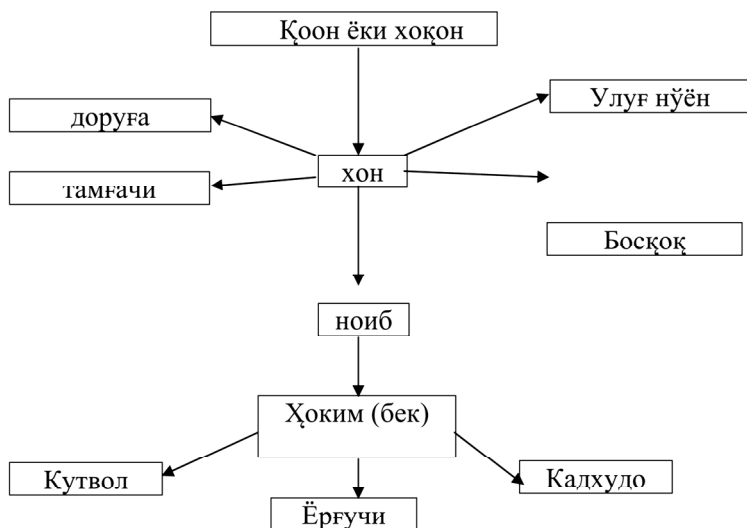 Қоон ёки хоқон
Улуғ нўён
доруға
хон
тамғачи
Босқоқ
ноиб
Ҳоким (бек)
Кутвол
Кадхудо
Ёрғучи